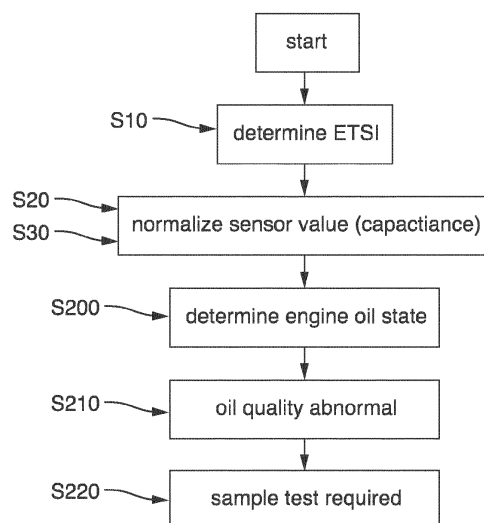 start
S10
determine ETSI
S20
normalize sensor value (capactiance)
S30
S200
determine engine oil state
S210
oil quality abnormal
S220
sample test required